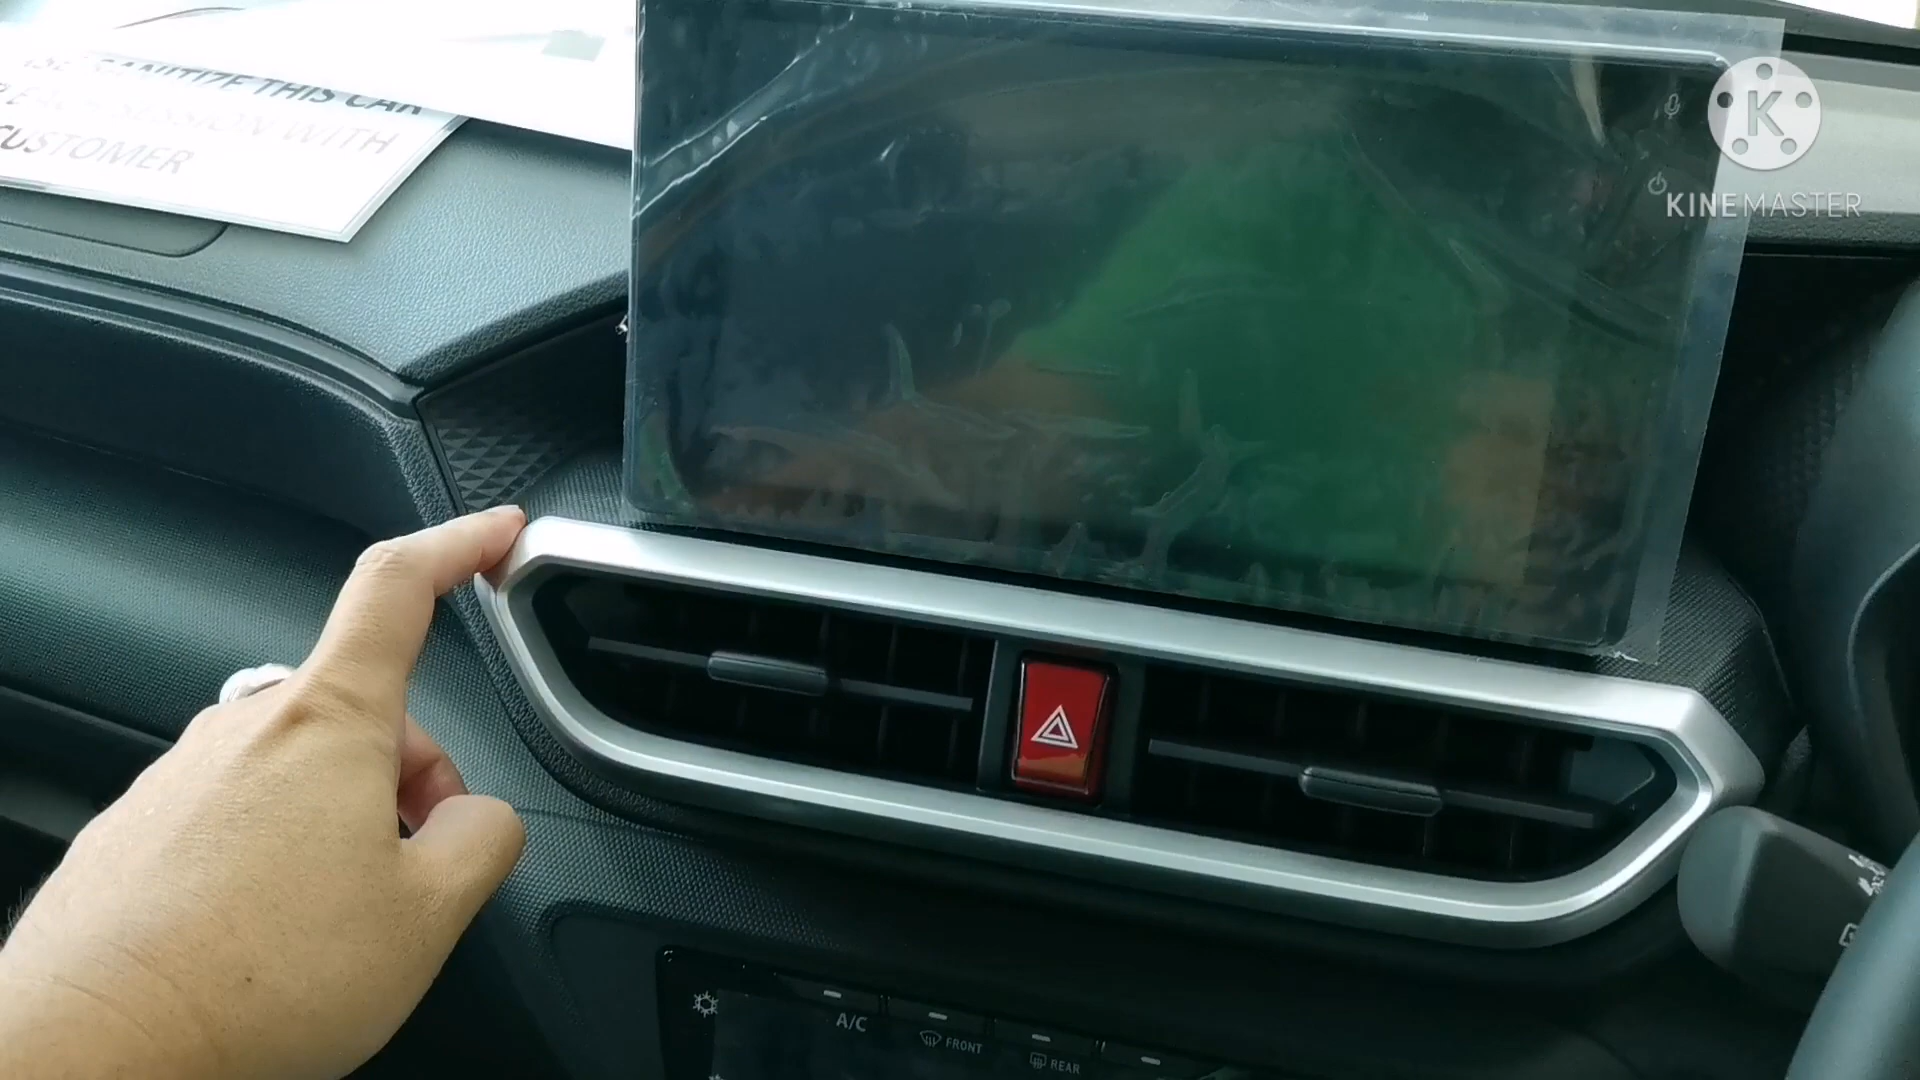 SANITIZE THIS CAR
SESSION WITH
CUSTOMER
K
KINEMASTER
A/C
FRONT
REAR